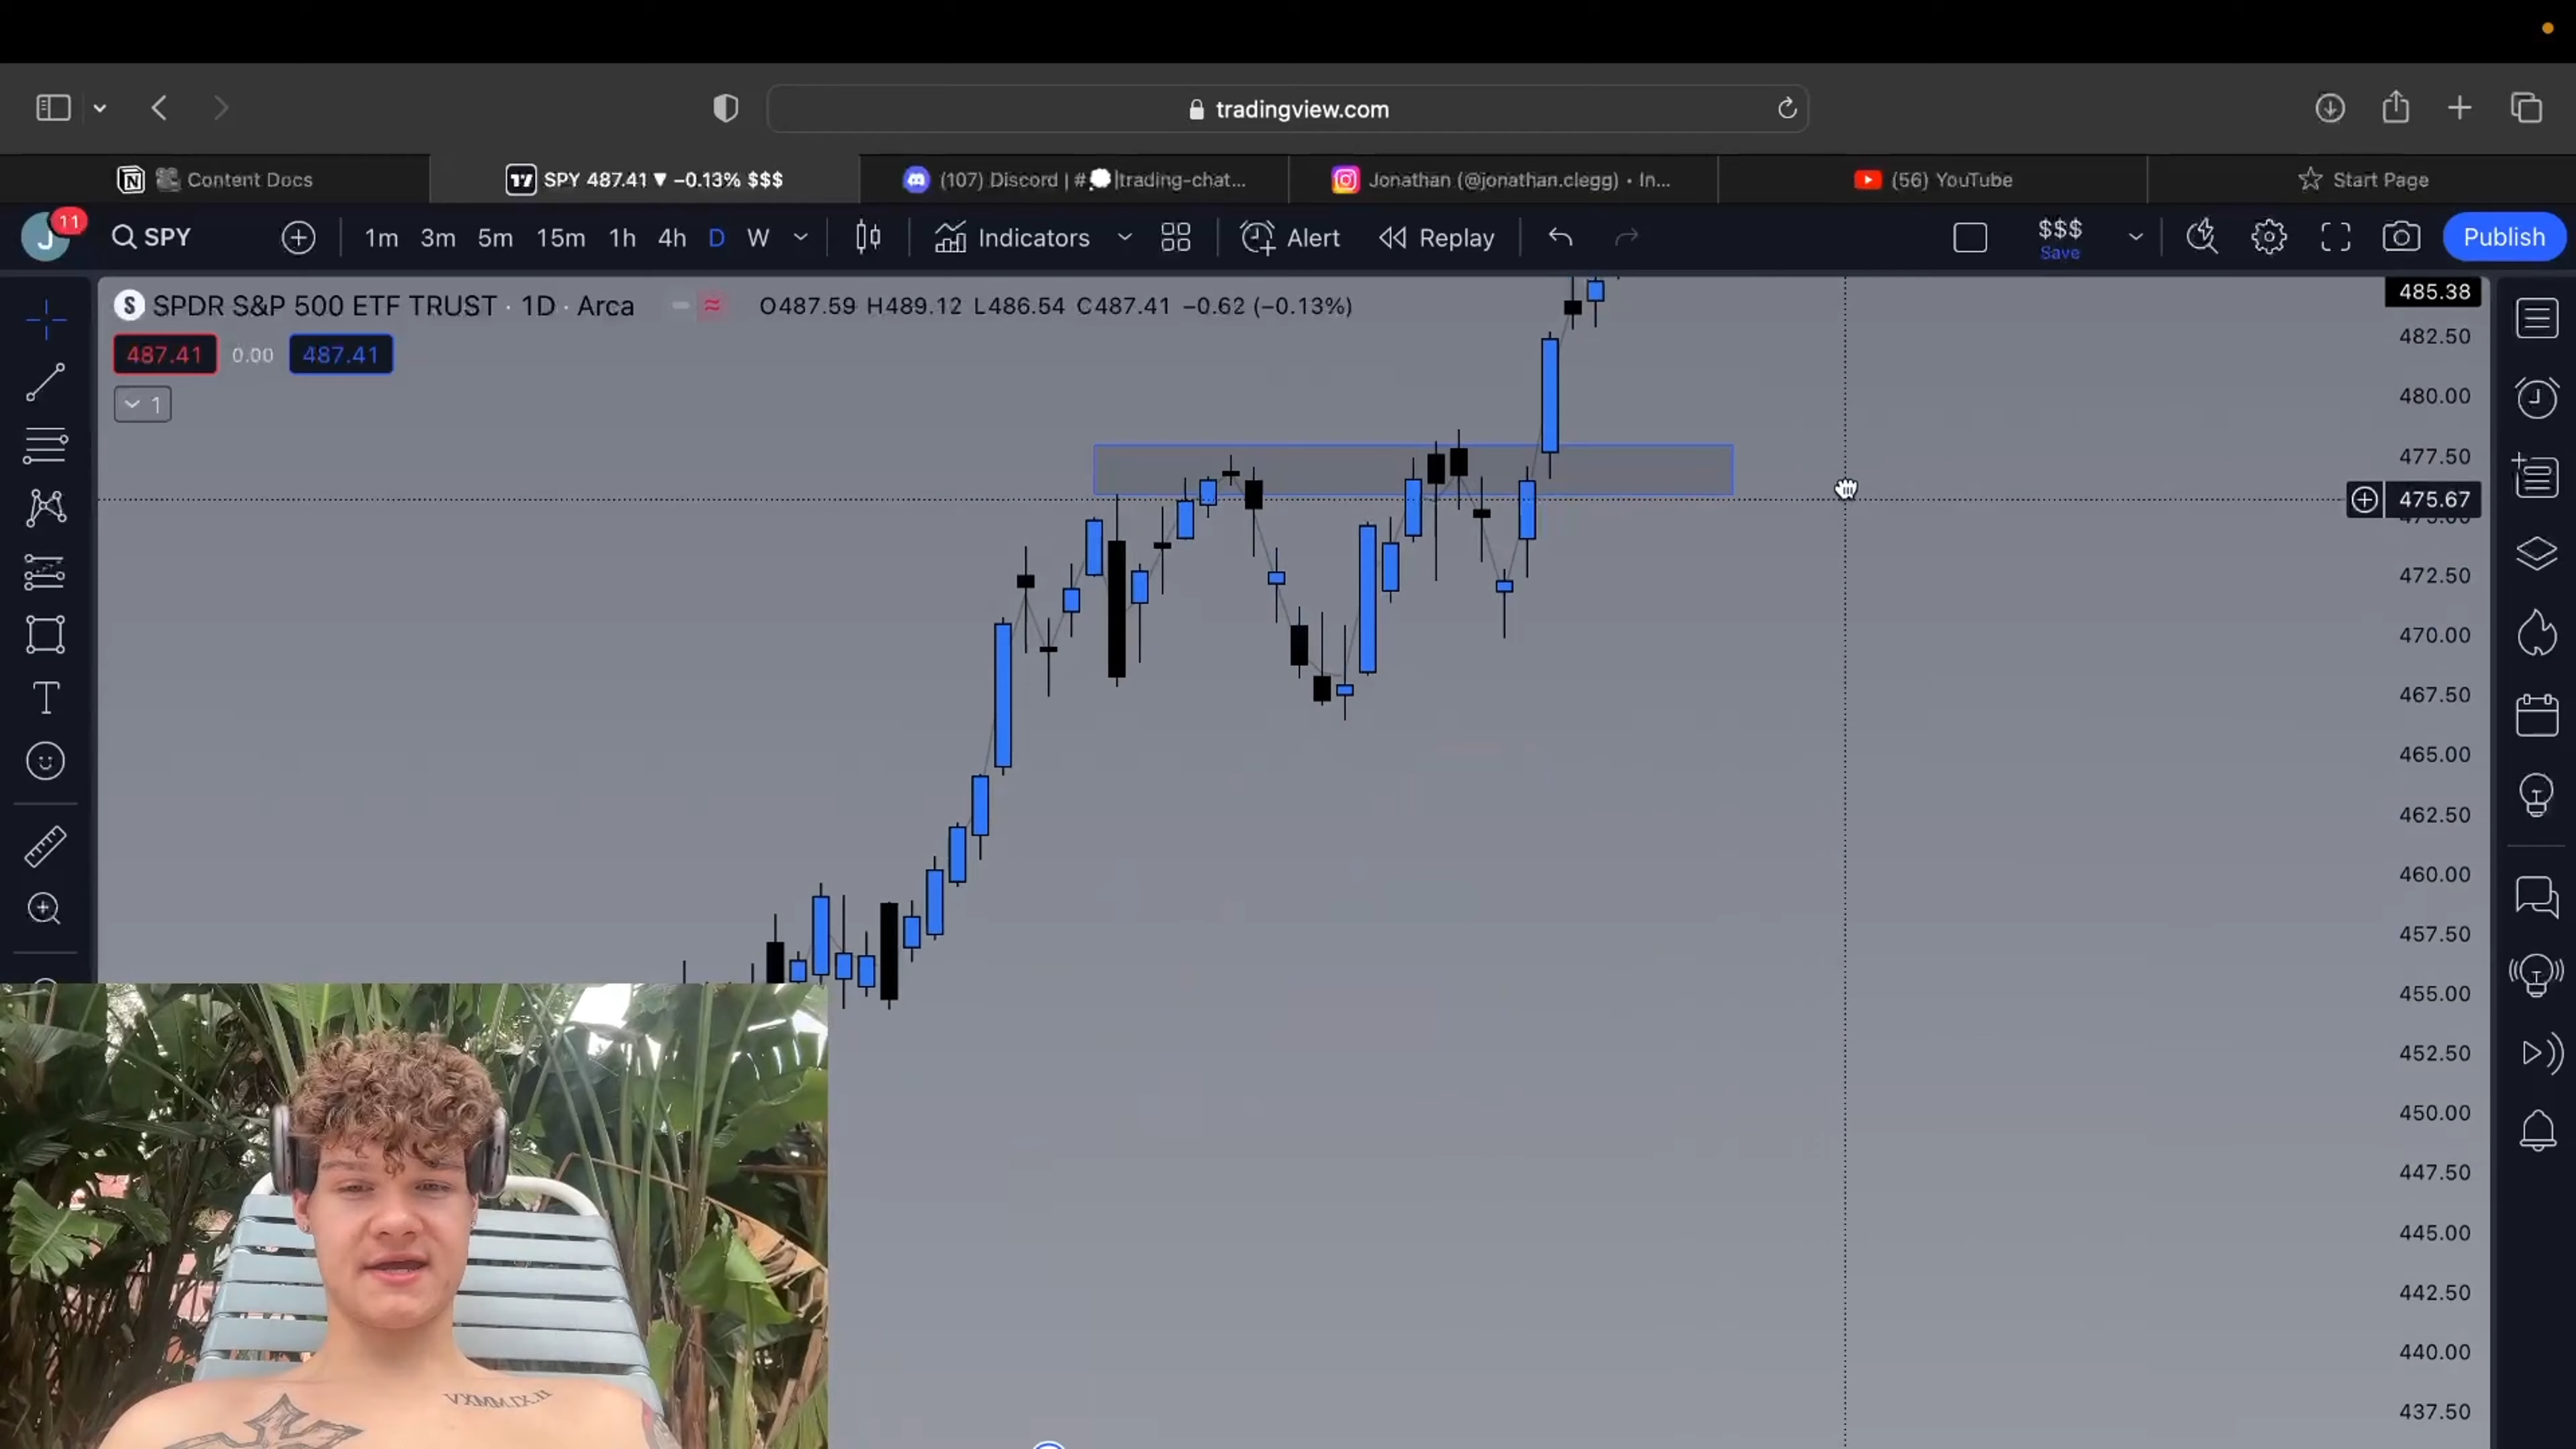 tradingview.com
Content Docs
SPY 487.41 ▼ −0.13% $$$
(107) Discord | # | trading-chat...
Jonathan (@jonathan.clegg) • In...
(56) YouTube
Start Page
J 11
SPY
1m 3m 5m 15m 1h 4h D W
Indicators
Alert
Replay
$$$
Save
Publish
S SPDR S&P 500 ETF TRUST · 1D · Arca
O487.59 H489.12 L486.54 C487.41 −0.62 (−0.13%)
487.41 0.00 487.41
1
485.38
482.50
480.00
477.50
475.67
472.50
470.00
467.50
465.00
462.50
460.00
457.50
455.00
452.50
450.00
447.50
445.00
442.50
440.00
437.50